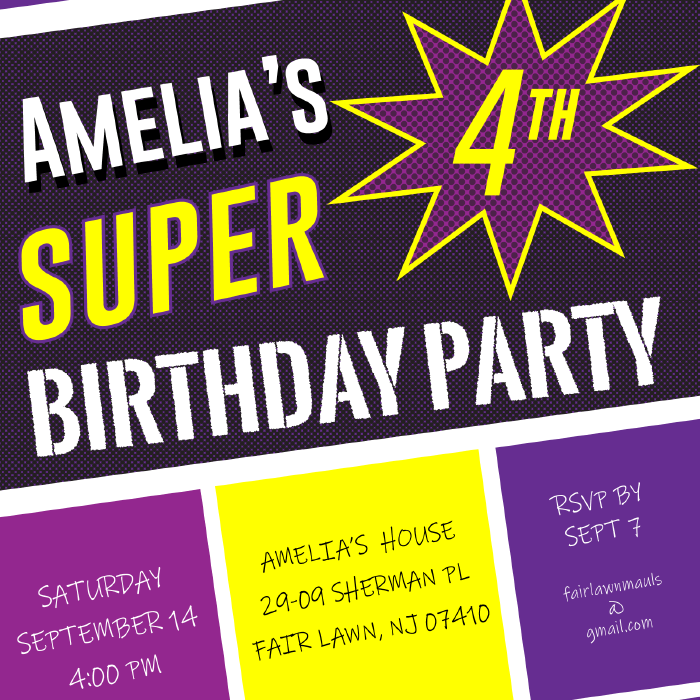 AMELIA'S
4TH
SUPER
BIRTHDAY PARTY
SATURDAY
SEPTEMBER 14
4:00 PM
AMELIA'S HOUSE
29-09 SHERMAN PL
FAIR LAWN, NJ 07410
RSVP BY
SEPT 7
fairlawnmauls
@
gmail.com